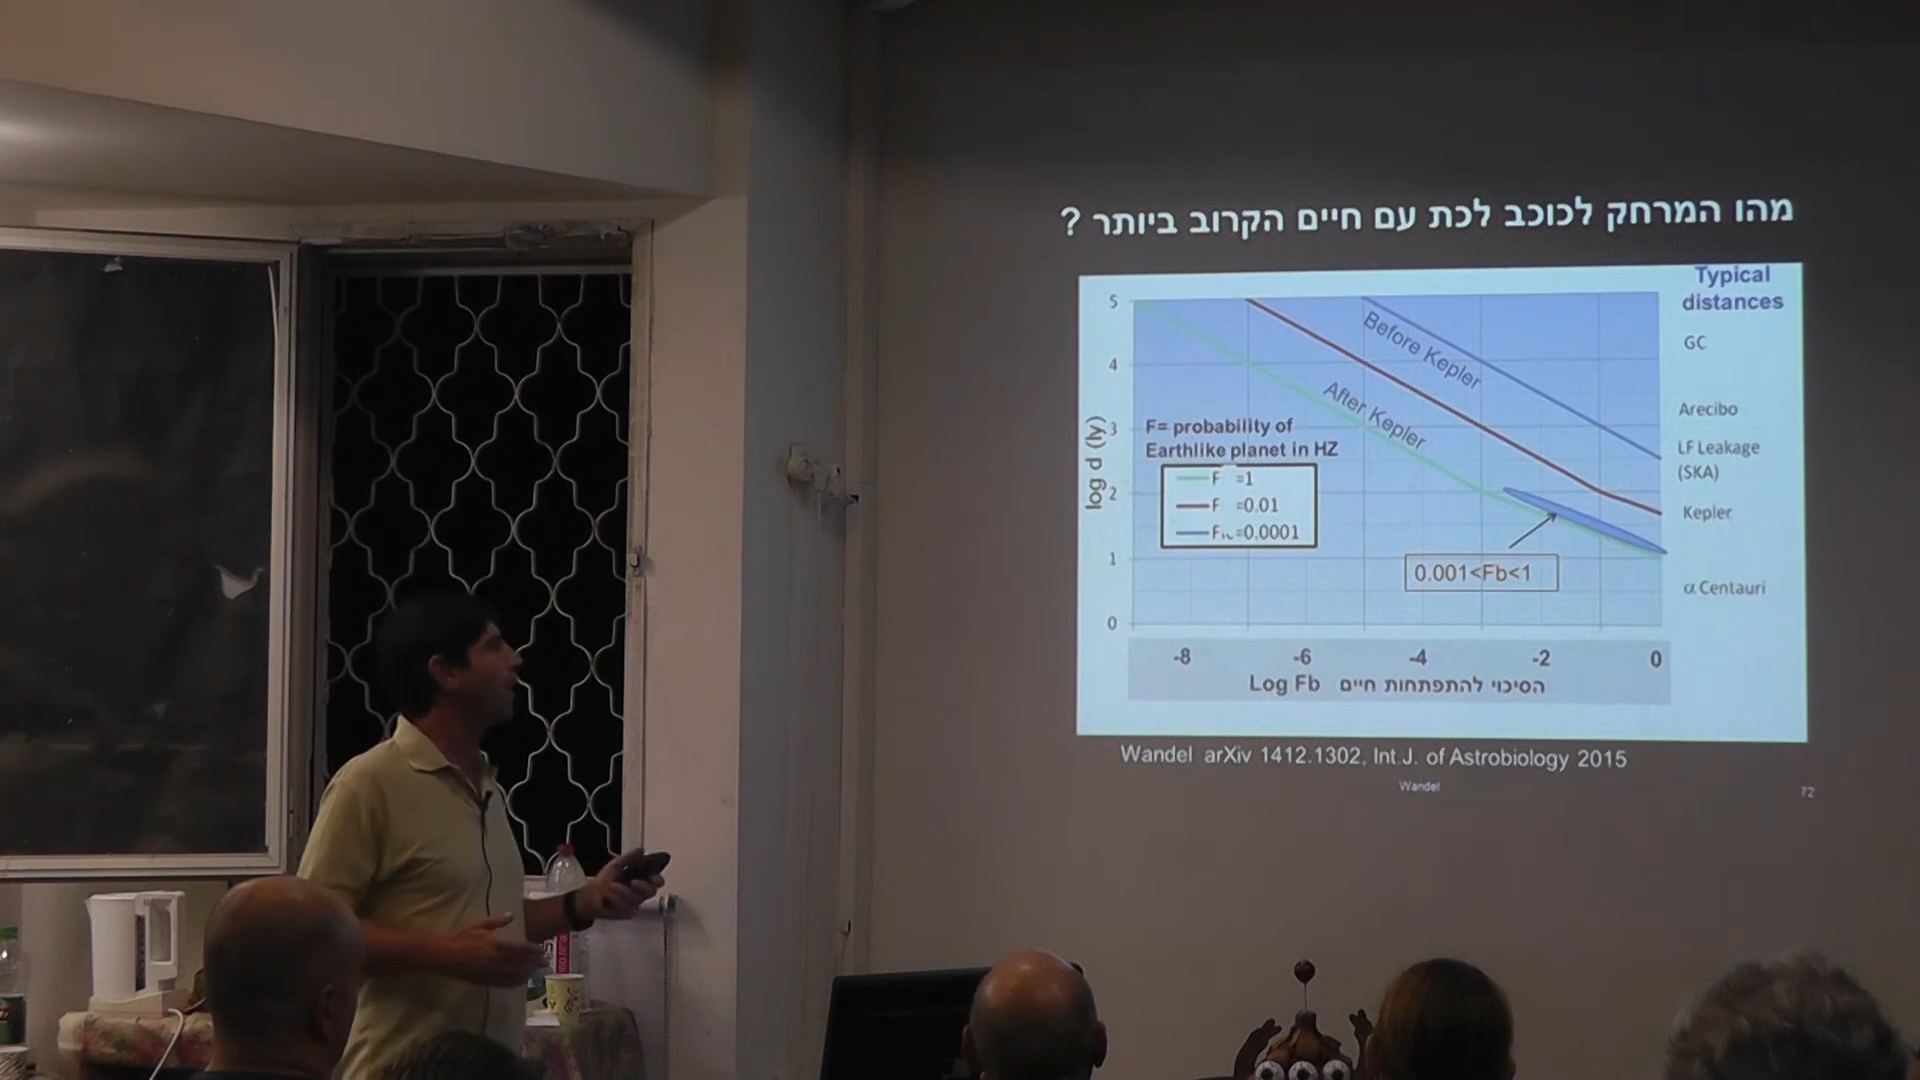 מהו המרחק לכוכב לכת עם חיים הקרוב ביותר ?
Typical
distances
GC
Arecibo
LF Leakage
(SKA)
Kepler
α Centauri
5
4
3
2
1
0
log d (ly)
Before Kepler
After Kepler
F= probability of
Earthlike planet in HZ
F =1
F =0.01
=0.0001
0.001<Fb<1
-8 -6 -4 -2 0
Log Fb הסיכוי להתפתחות חיים
Wandel arXiv 1412.1302, Int.J. of Astrobiology 2015
Wandel
72